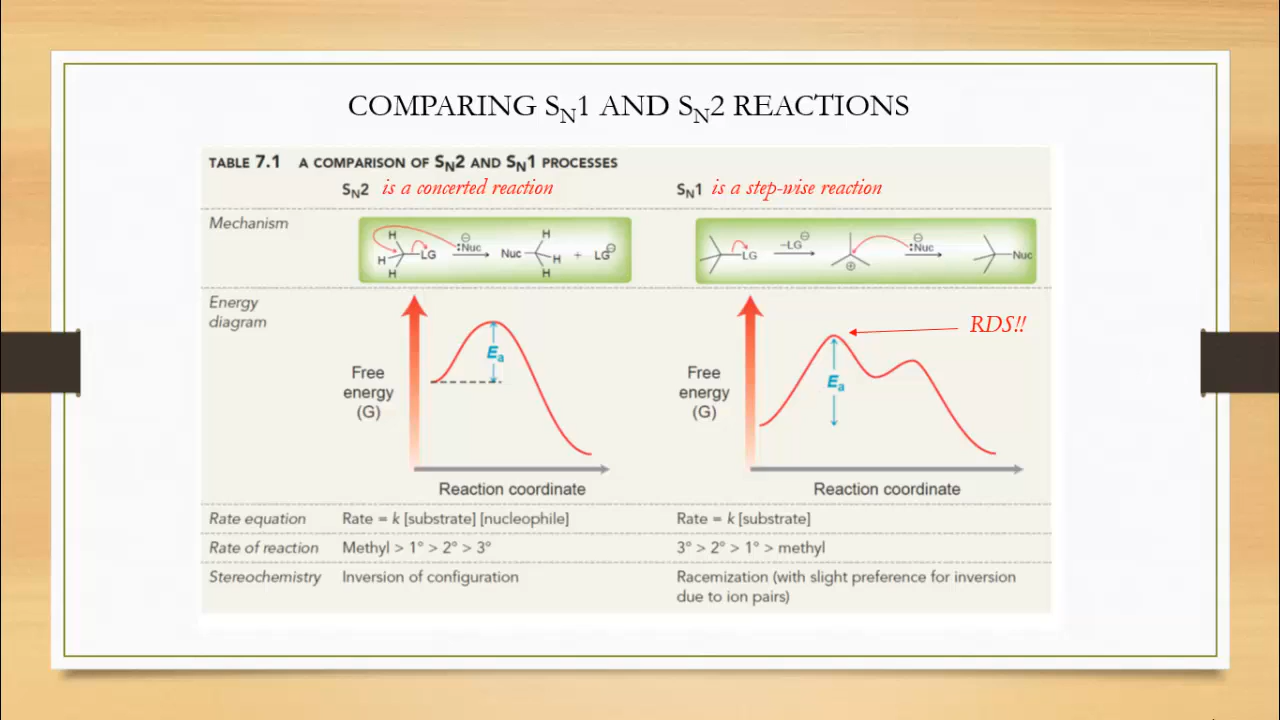 COMPARING SN1 AND SN2 REACTIONS
TABLE 7.1 A COMPARISON OF SN2 AND SN1 PROCESSES
SN2 is a concerted reaction
SN1 is a step-wise reaction
Mechanism
H H H LG ⊖ :Nuc Nuc H H H + LG ⊖
LG −LG ⊖ ⊕ ⊖ :Nuc Nuc
Energy
diagram
Free
energy
(G)
Ea
Reaction coordinate
Free
energy
(G)
Ea
RDS!!
Reaction coordinate
Rate equation
Rate = k [substrate] [nucleophile]
Rate = k [substrate]
Rate of reaction
Methyl > 1° > 2° > 3°
3° > 2° > 1° > methyl
Stereochemistry
Inversion of configuration
Racemization (with slight preference for inversion
due to ion pairs)